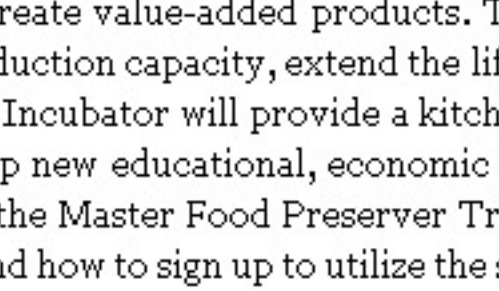 reate value-added products. T
duction capacity, extend the lif
Incubator will provide a kitch
p new educational, economic
the Master Food Preserver Tr
nd how to sign up to utilize the s